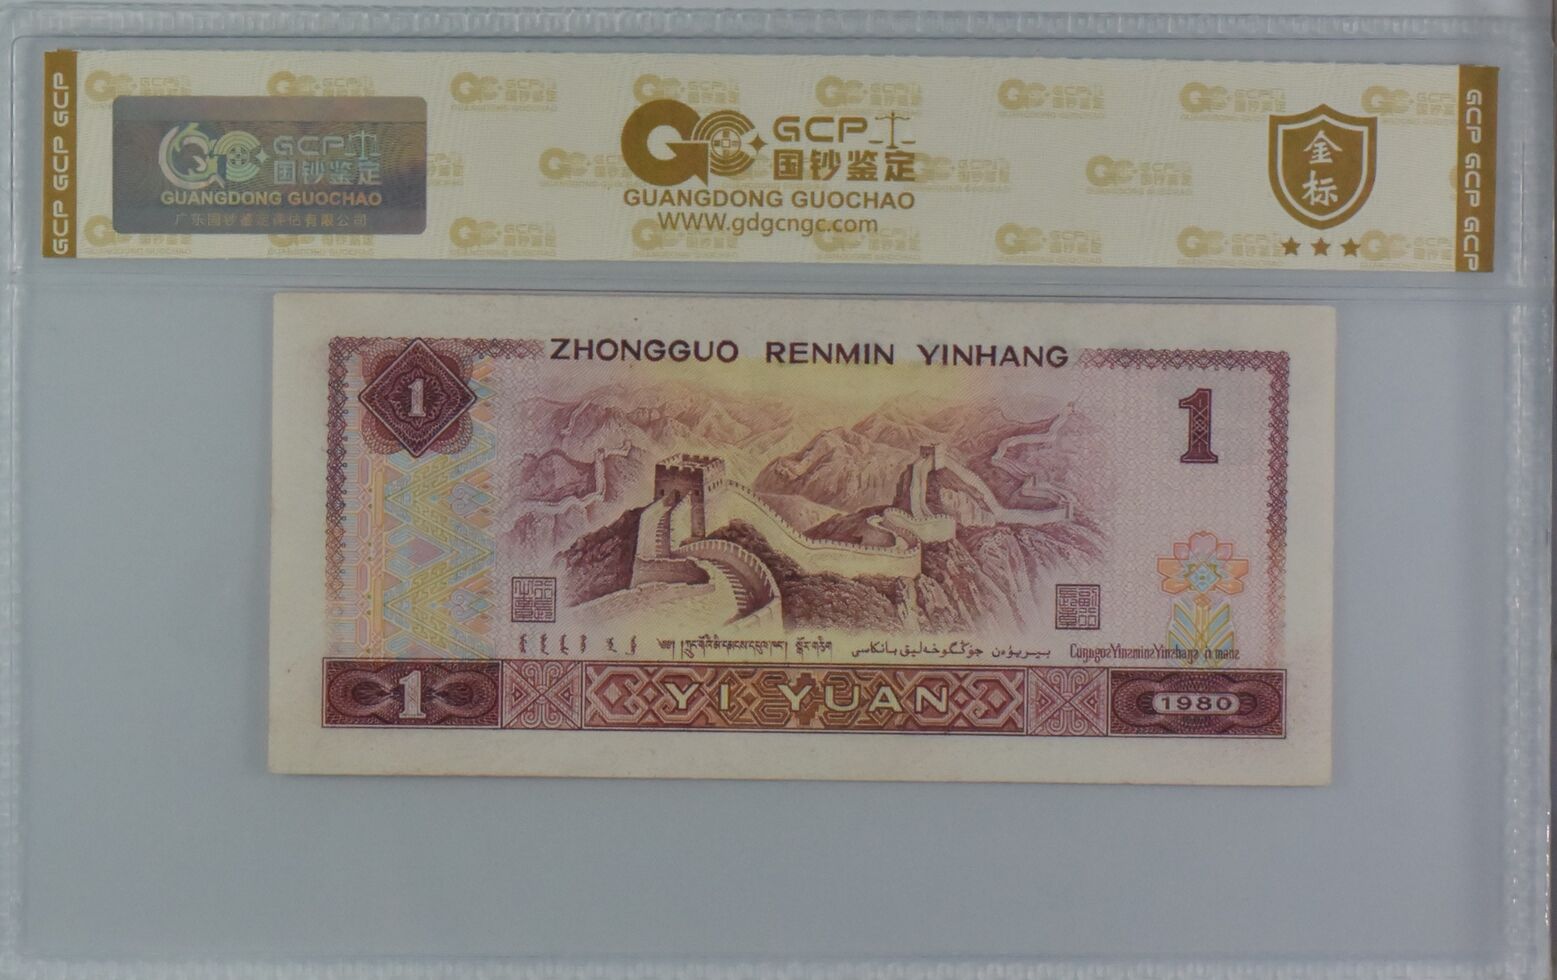 GCP GCP GCP
GCP
国钞鉴定
GUANGDONG GUOCHAO
广东国钞鉴定评估有限公司
GCP
国钞鉴定
GUANGDONG GUOCHAO
WWW.gdgcngc.com
金标
GCP GCP GCP
ZHONGGUO RENMIN YINHANG
1
1
1 YI YUAN 1980